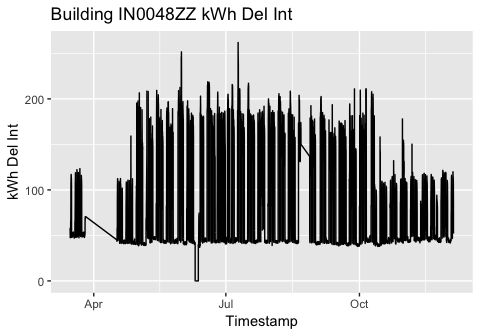 Building IN0048ZZ kWh Del Int
200
100
0
kWh Del Int
Apr
Jul
Oct
Timestamp